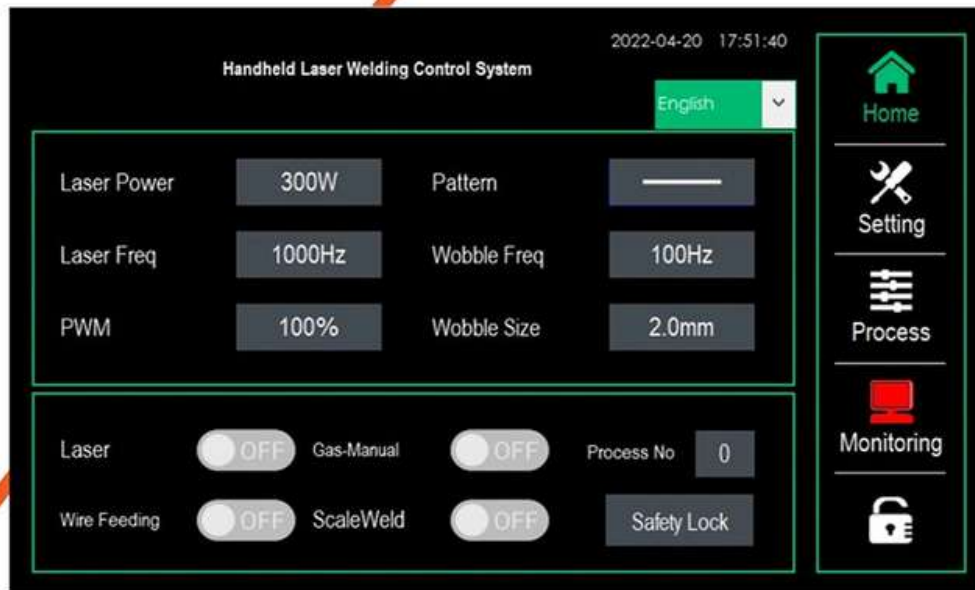 2022-04-20 17:51:40
Handheld Laser Welding Control System
English
Home
Laser Power 300W Pattern
Setting
Laser Freq 1000Hz Wobble Freq 100Hz
PWM 100% Wobble Size 2.0mm
Process
Monitoring
Laser OFF Gas-Manual OFF Process No 0
Wire Feeding OFF ScaleWeld OFF Safety Lock